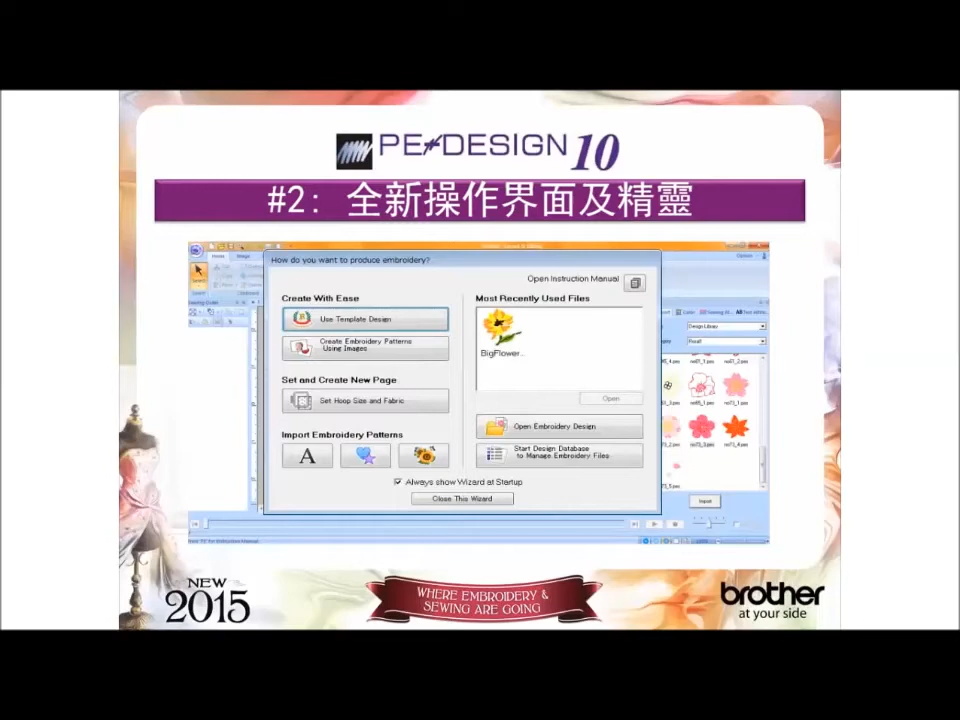 PE-DESIGN 10
#2: 全新操作界面及精靈
Home
Image
Option
How do you want to produce embroidery?
Open Instruction Manual
Create With Ease
Most Recently Used Files
Use Template Design
Create Embroidery Patterns
Using Images
BigFlower...
Set and Create New Page
Set Hoop Size and Fabric
Open
Import Embroidery Patterns
A
Open Embroidery Design
Start Design Database
to Manage Embroidery Files
Always show Wizard at Startup
Close This Wizard
Design Library
Import
NEW
2015
WHERE EMBROIDERY &
SEWING ARE GOING
brother
at your side